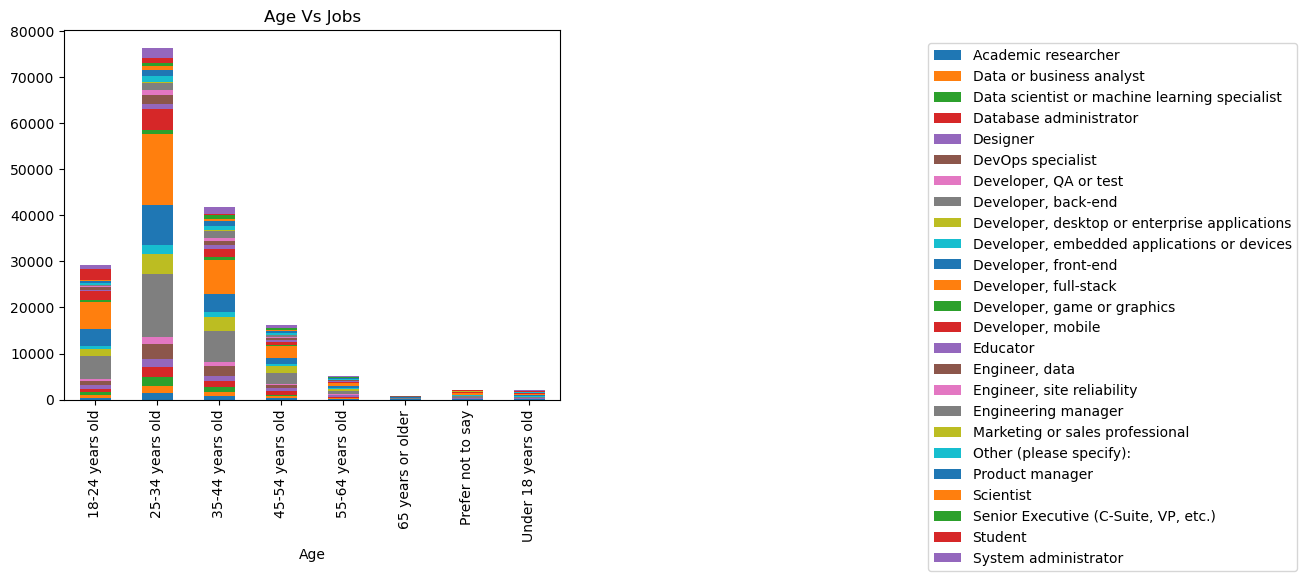 Age Vs Jobs
80000
70000
60000
50000
40000
30000
20000
10000
0
18-24 years old
25-34 years old
35-44 years old
45-54 years old
55-64 years old
65 years or older
Prefer not to say
Under 18 years old
Age
Academic researcher
Data or business analyst
Data scientist or machine learning specialist
Database administrator
Designer
DevOps specialist
Developer, QA or test
Developer, back-end
Developer, desktop or enterprise applications
Developer, embedded applications or devices
Developer, front-end
Developer, full-stack
Developer, game or graphics
Developer, mobile
Educator
Engineer, data
Engineer, site reliability
Engineering manager
Marketing or sales professional
Other (please specify):
Product manager
Scientist
Senior Executive (C-Suite, VP, etc.)
Student
System administrator